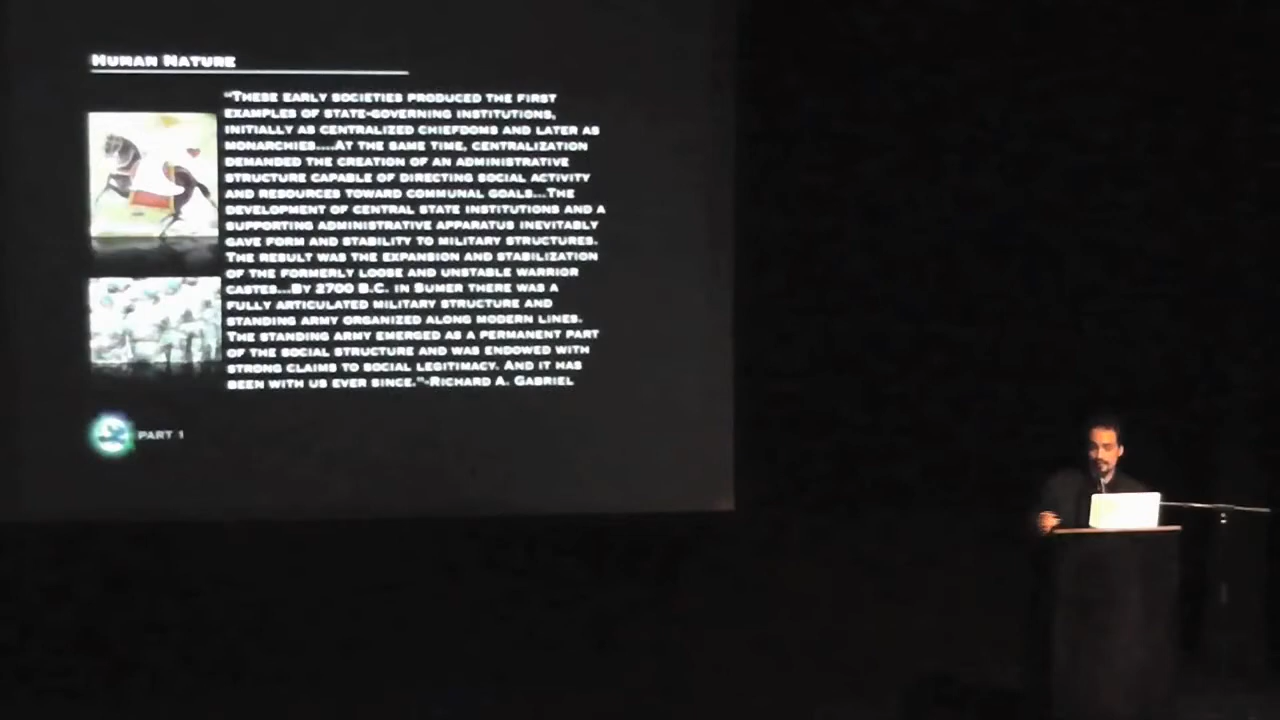 Human Nature
"These early societies produced the first
examples of state-governing institutions,
initially as centralized chiefdoms and later as
monarchies....At the same time, centralization
demanded the creation of an administrative
structure capable of directing social activity
and resources toward communal goals...The
development of central state institutions and a
supporting administrative apparatus inevitably
gave form and stability to military structures.
The result was the expansion and stabilization
of the formerly loose and unstable warrior
castes...By 2700 B.C. in Sumer there was a
fully articulated military structure and
standing army organized along modern lines.
The standing army emerged as a permanent part
of the social structure and was endowed with
strong claims to social legitimacy. And it has
been with us ever since."-Richard A. Gabriel
Part 1